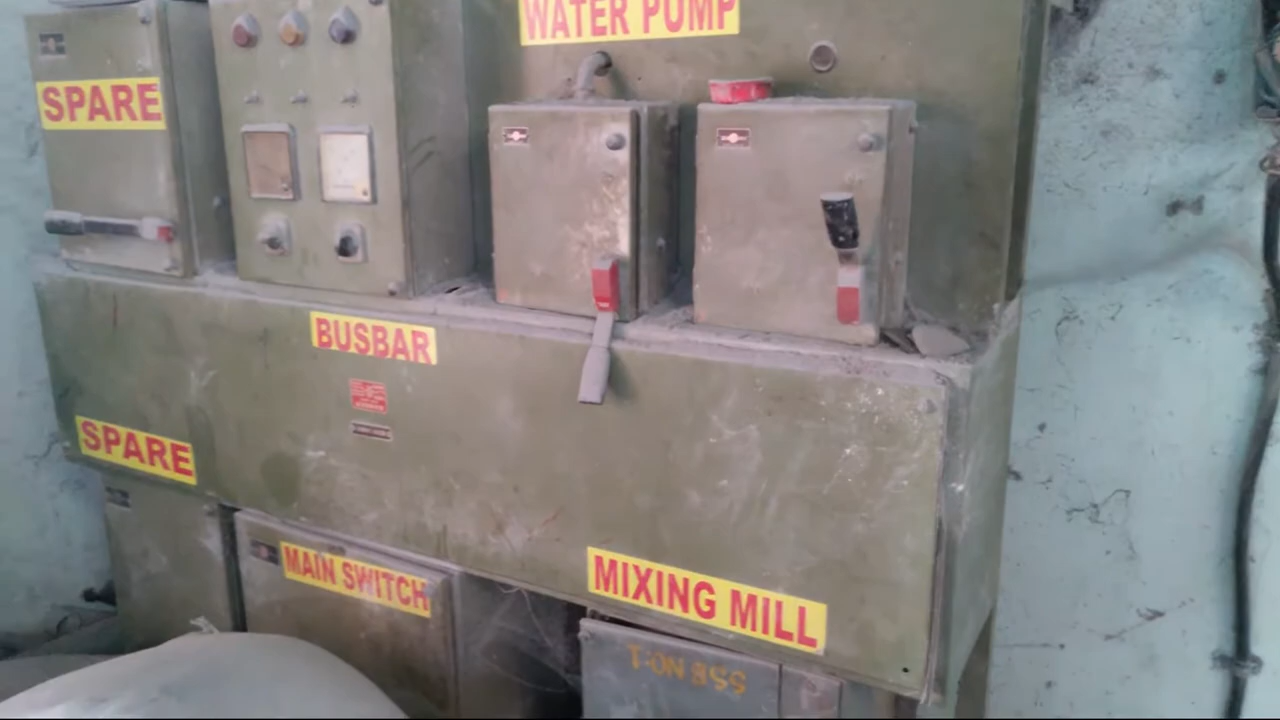 WATER PUMP
SPARE
BUSBAR
SPARE
MAIN SWITCH
MIXING MILL